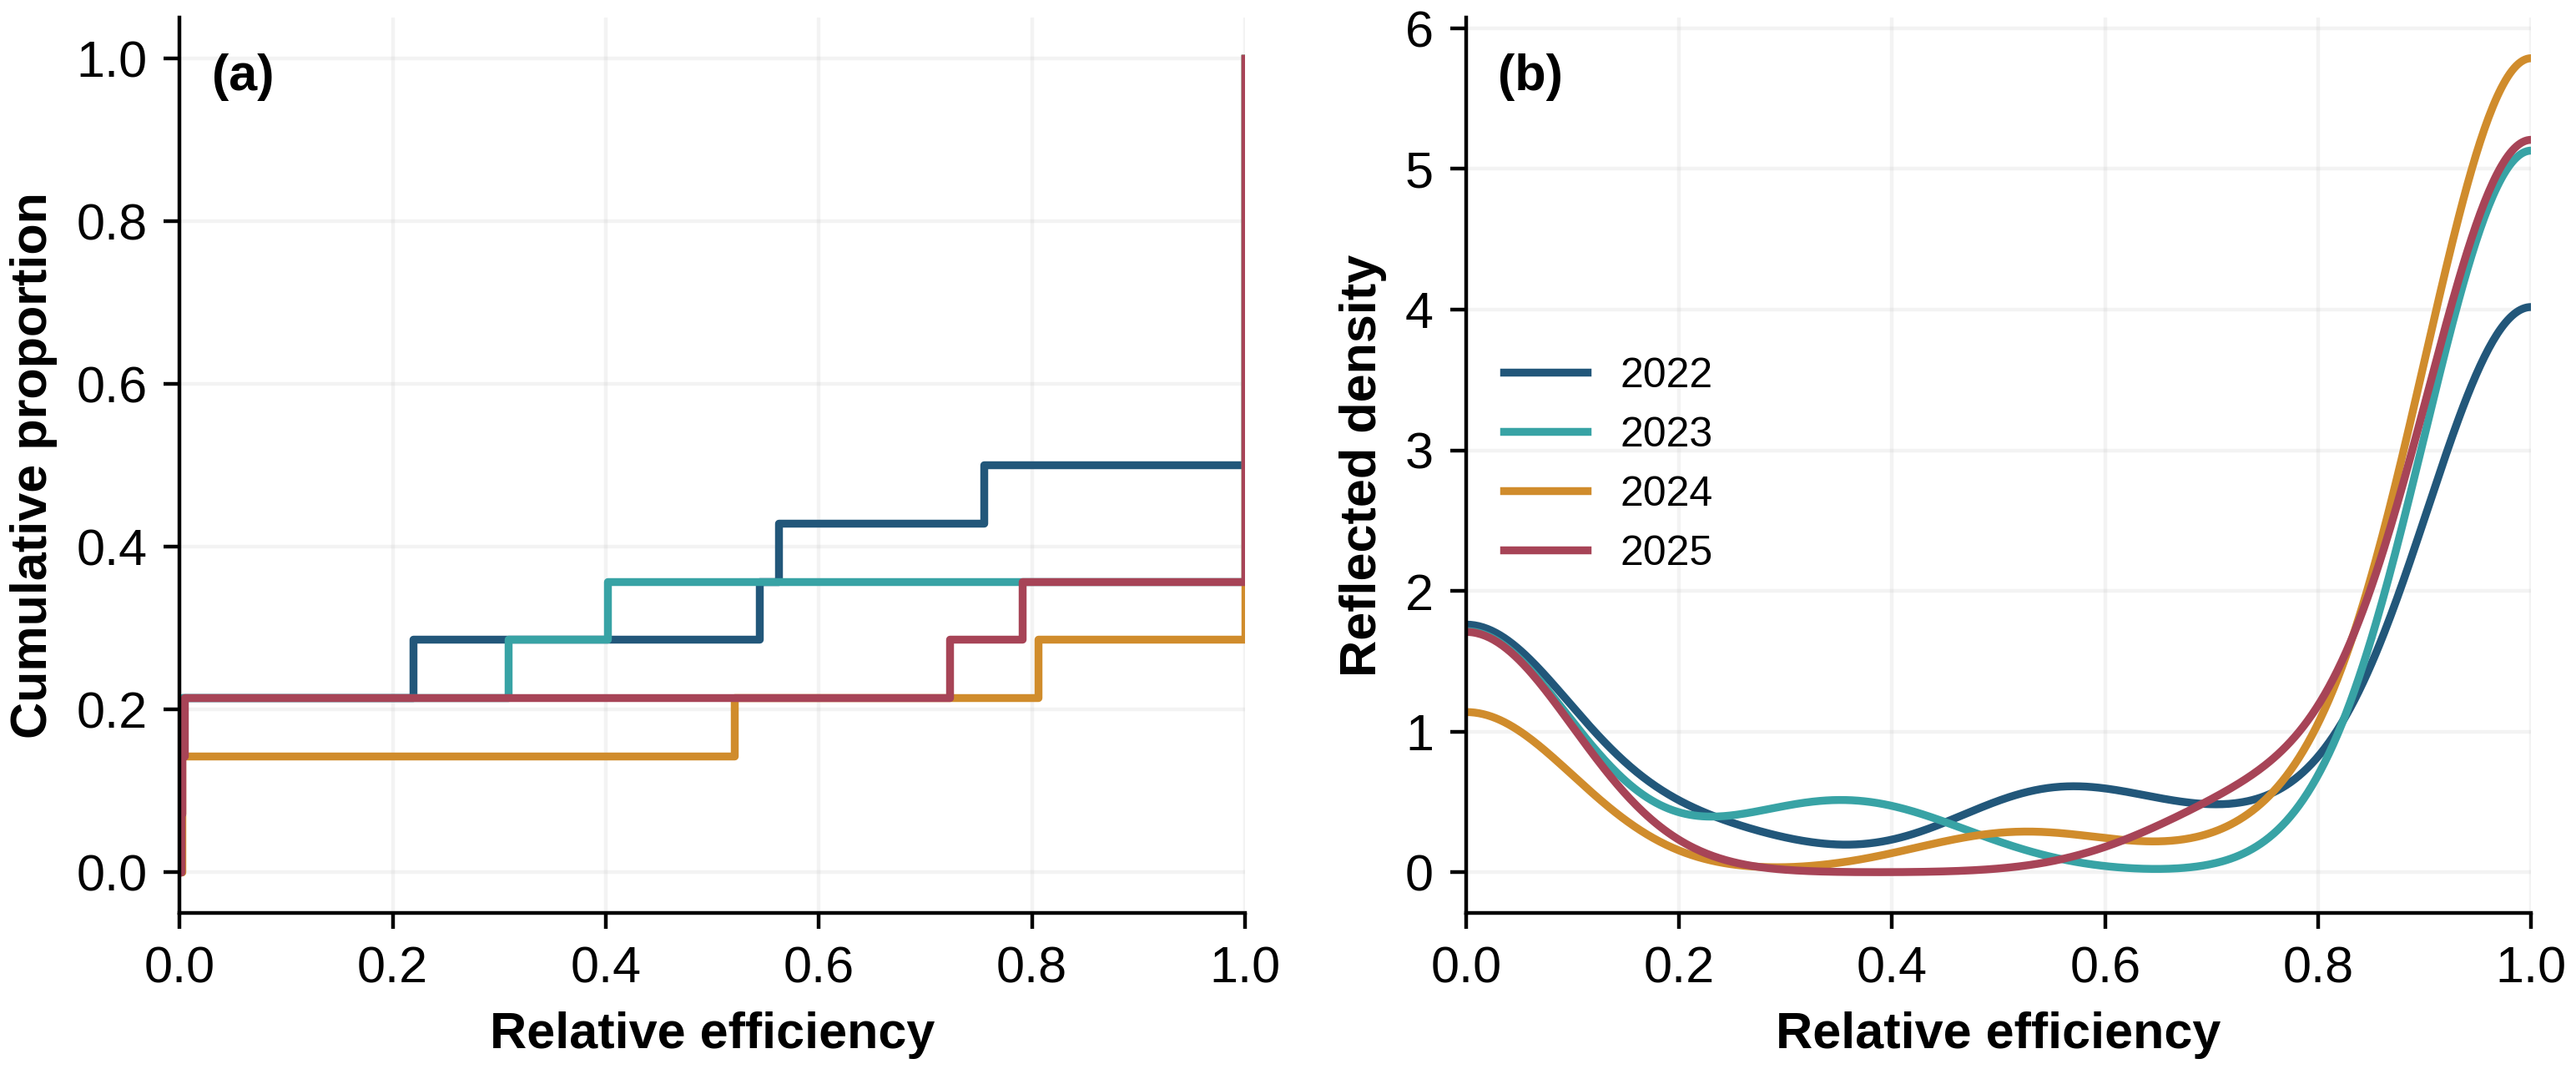 (a)
1.0
0.8
0.6
0.4
0.2
0.0
Cumulative proportion
0.0 0.2 0.4 0.6 0.8 1.0
Relative efficiency
(b)
6
5
4
3
2
1
0
Reflected density
2022
2023
2024
2025
0.0 0.2 0.4 0.6 0.8 1.0
Relative efficiency